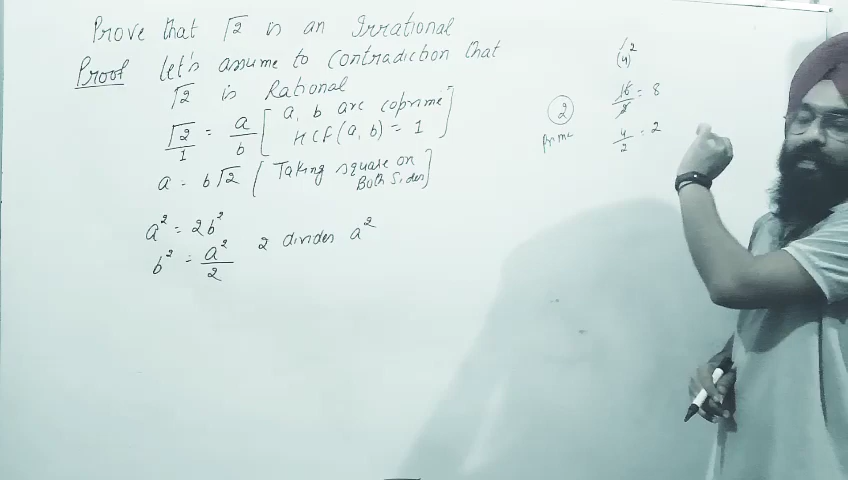 Prove that √2 is an Irrational
Proof Let's assume to contradiction that
√2 is Rational
√2/1 = a/b [a, b are coprime
HCF(a, b) = 1]
a = b√2 [Taking square on
Both Sides]
a² = 2b²
b² = a²/2 2 divides a²
2
(4)
2
Prime
16/2 = 8
4/2 = 2